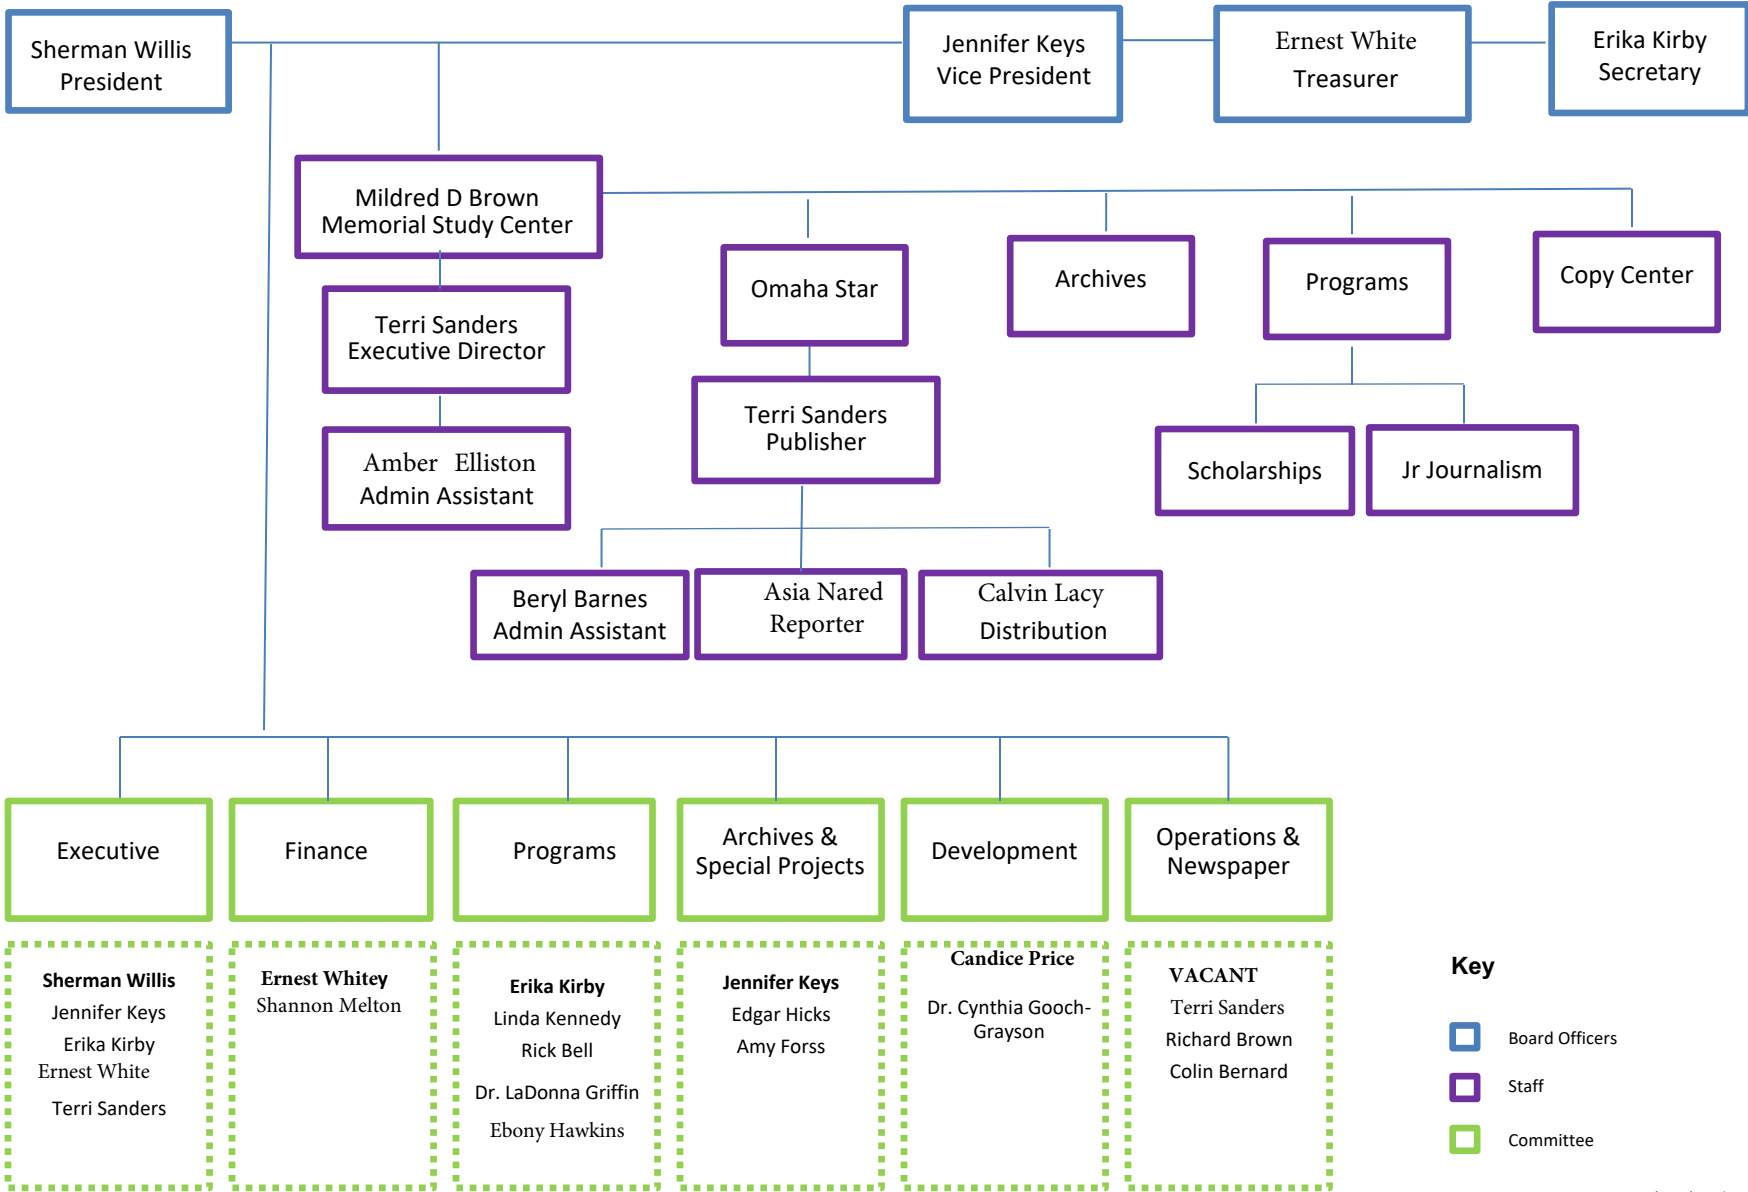 Sherman Willis
President
Jennifer Keys
Vice President
Ernest White
Treasurer
Erika Kirby
Secretary
Mildred D Brown
Memorial Study Center
Omaha Star
Archives
Programs
Copy Center
Terri Sanders
Executive Director
Terri Sanders
Publisher
Amber Elliston
Admin Assistant
Scholarships
Jr Journalism
Beryl Barnes
Admin Assistant
Asia Nared
Reporter
Calvin Lacy
Distribution
Executive
Finance
Programs
Archives &
Special Projects
Development
Operations &
Newspaper
Sherman Willis
Jennifer Keys
Erika Kirby
Ernest White
Terri Sanders
Ernest Whitey
Shannon Melton
Erika Kirby
Linda Kennedy
Rick Bell
Dr. LaDonna Griffin
Ebony Hawkins
Jennifer Keys
Edgar Hicks
Amy Forss
Candice Price
Dr. Cynthia Gooch-
Grayson
VACANT
Terri Sanders
Richard Brown
Colin Bernard
Key
Board Officers
Staff
Committee